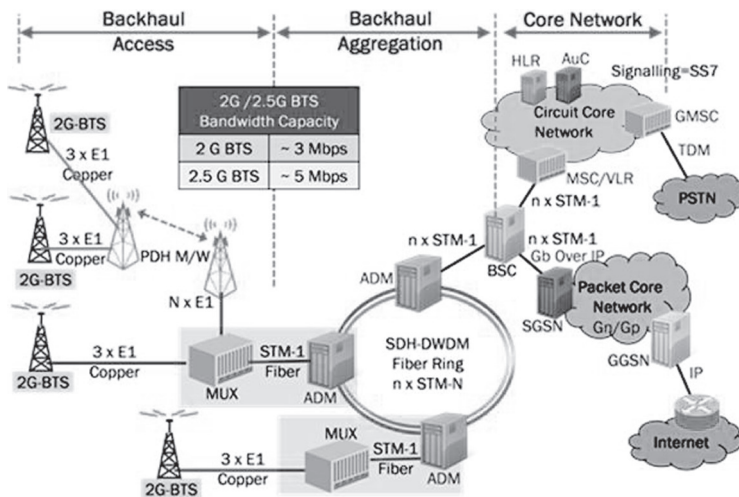 Backhaul
Access
Backhaul
Aggregation
Core Network
HLR
AuC
Signalling=SS7
Circuit Core
Network
GMSC
TDM
PSTN
MSC/VLR
n x STM-1
2G /2.5G BTS
Bandwidth Capacity
2 G BTS
~ 3 Mbps
2.5 G BTS
~ 5 Mbps
2G-BTS
3 x E1
Copper
3 x E1
Copper
2G-BTS
PDH M/W
N x E1
n x STM-1
BSC
n x STM-1
Gb Over IP
ADM
SGSN
Packet Core
Network
Gn/Gp
GGSN
IP
Internet
SDH-DWDM
Fiber Ring
n x STM-N
3 x E1
Copper
2G-BTS
MUX
STM-1
Fiber
ADM
MUX
STM-1
Fiber
ADM
3 x E1
Copper
2G-BTS